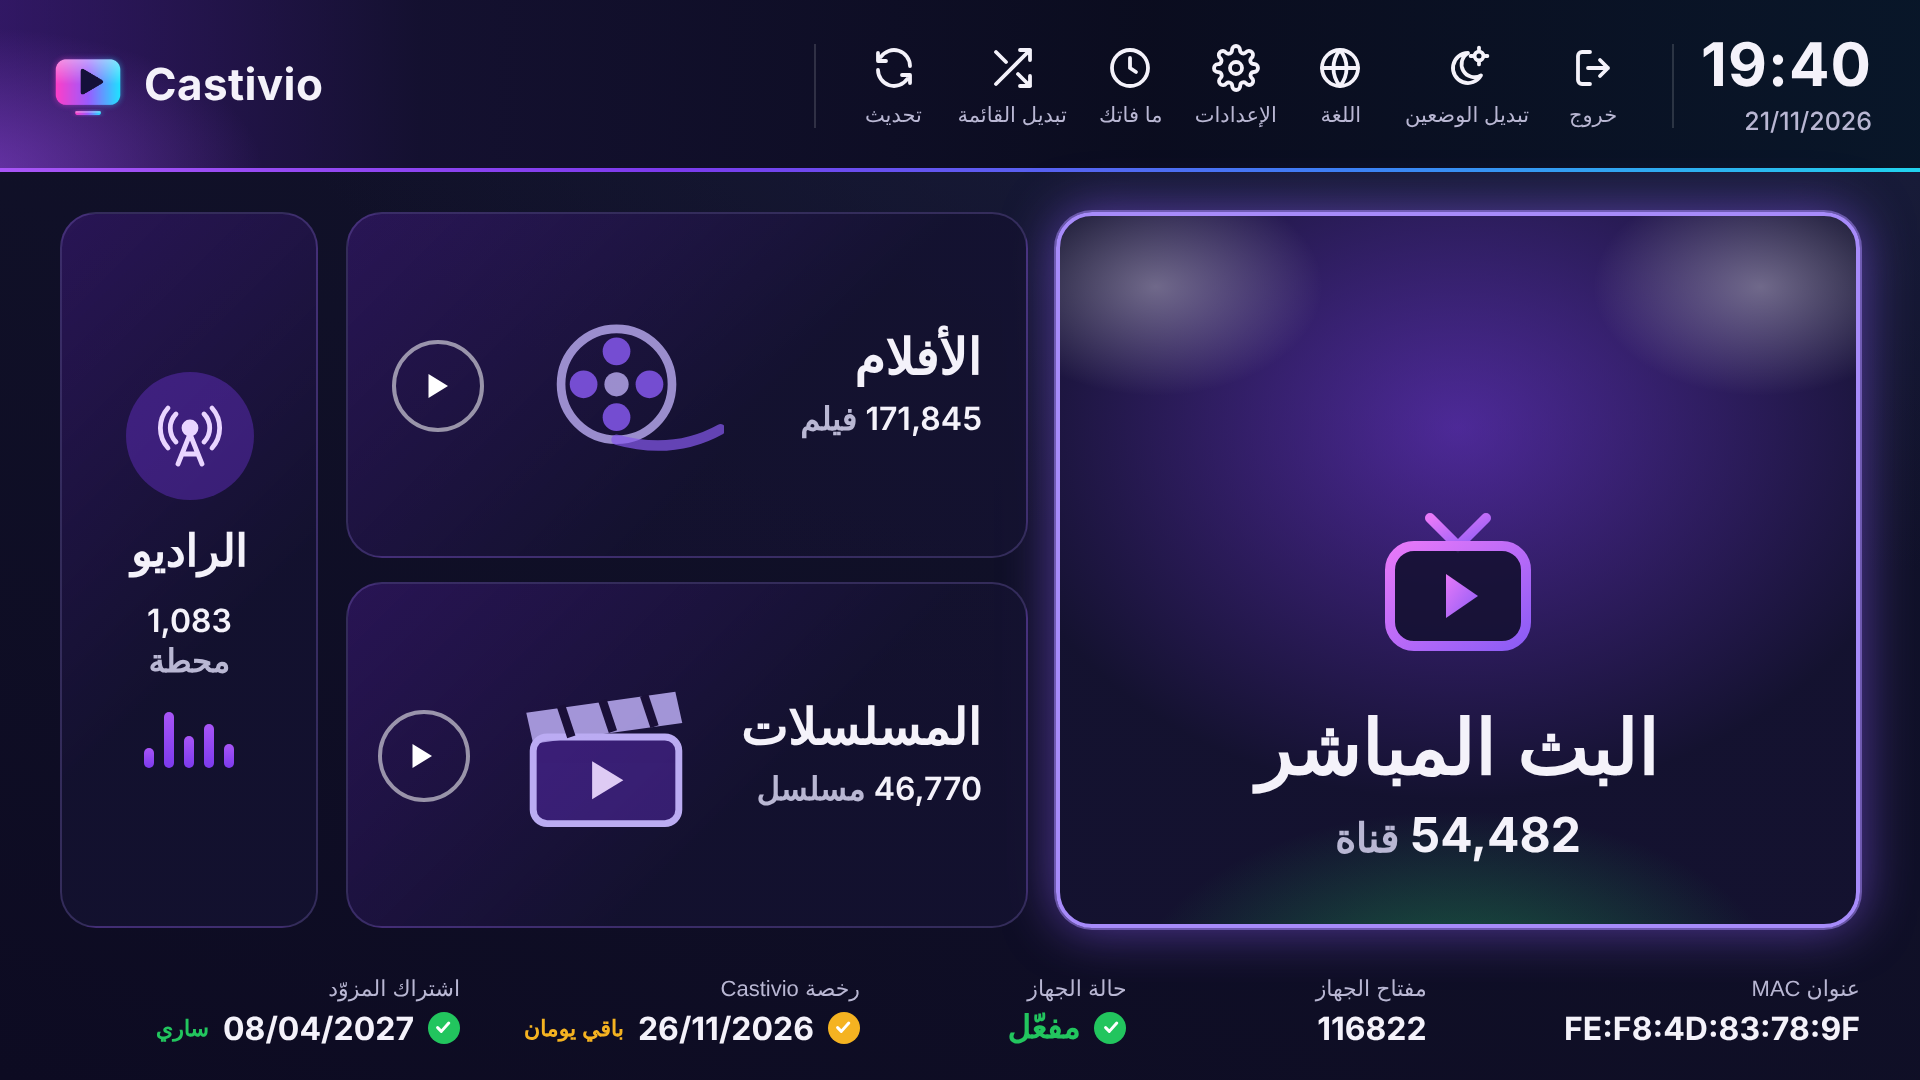 19:40
21/11/2026
خروج
تبديل الوضعين
اللغة
الإعدادات
ما فاتك
تبديل القائمة
تحديث
Castivio
البث المباشر
54,482 قناة
الأفلام
171,845 فيلم
المسلسلات
46,770 مسلسل
الراديو
1,083
محطة
عنوان MAC
FE:F8:4D:83:78:9F
مفتاح الجهاز
116822
حالة الجهاز
مفعّل
رخصة Castivio
26/11/2026 باقي يومان
اشتراك المزوّد
08/04/2027 ساري